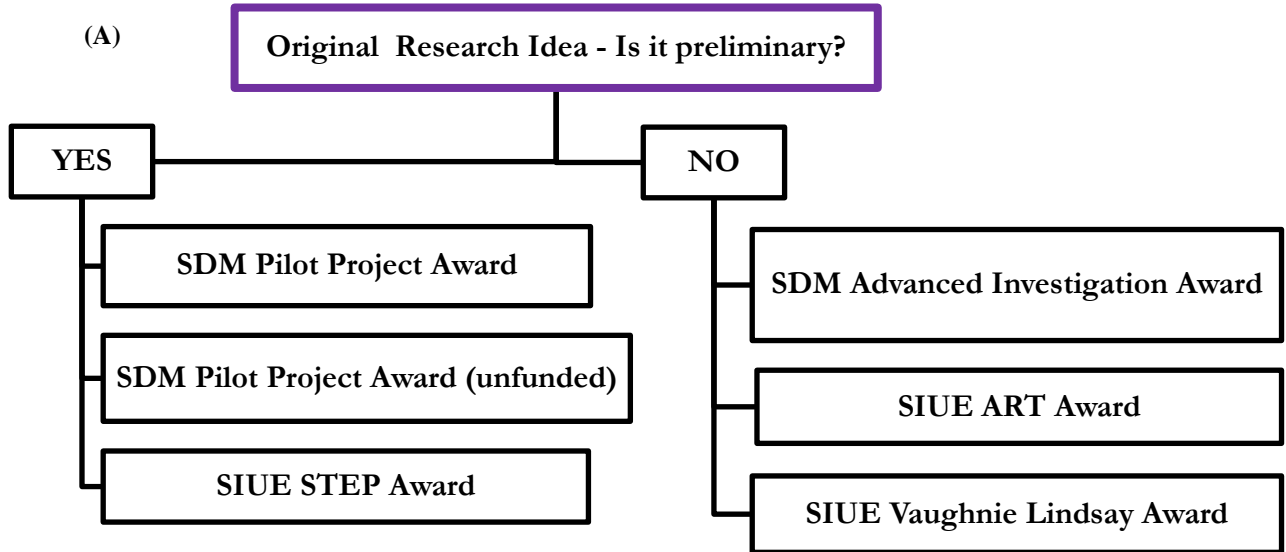 (A)
Original Research Idea - Is it preliminary?
YES
NO
SDM Pilot Project Award
SDM Pilot Project Award (unfunded)
SIUE STEP Award
SDM Advanced Investigation Award
SIUE ART Award
SIUE Vaughnie Lindsay Award